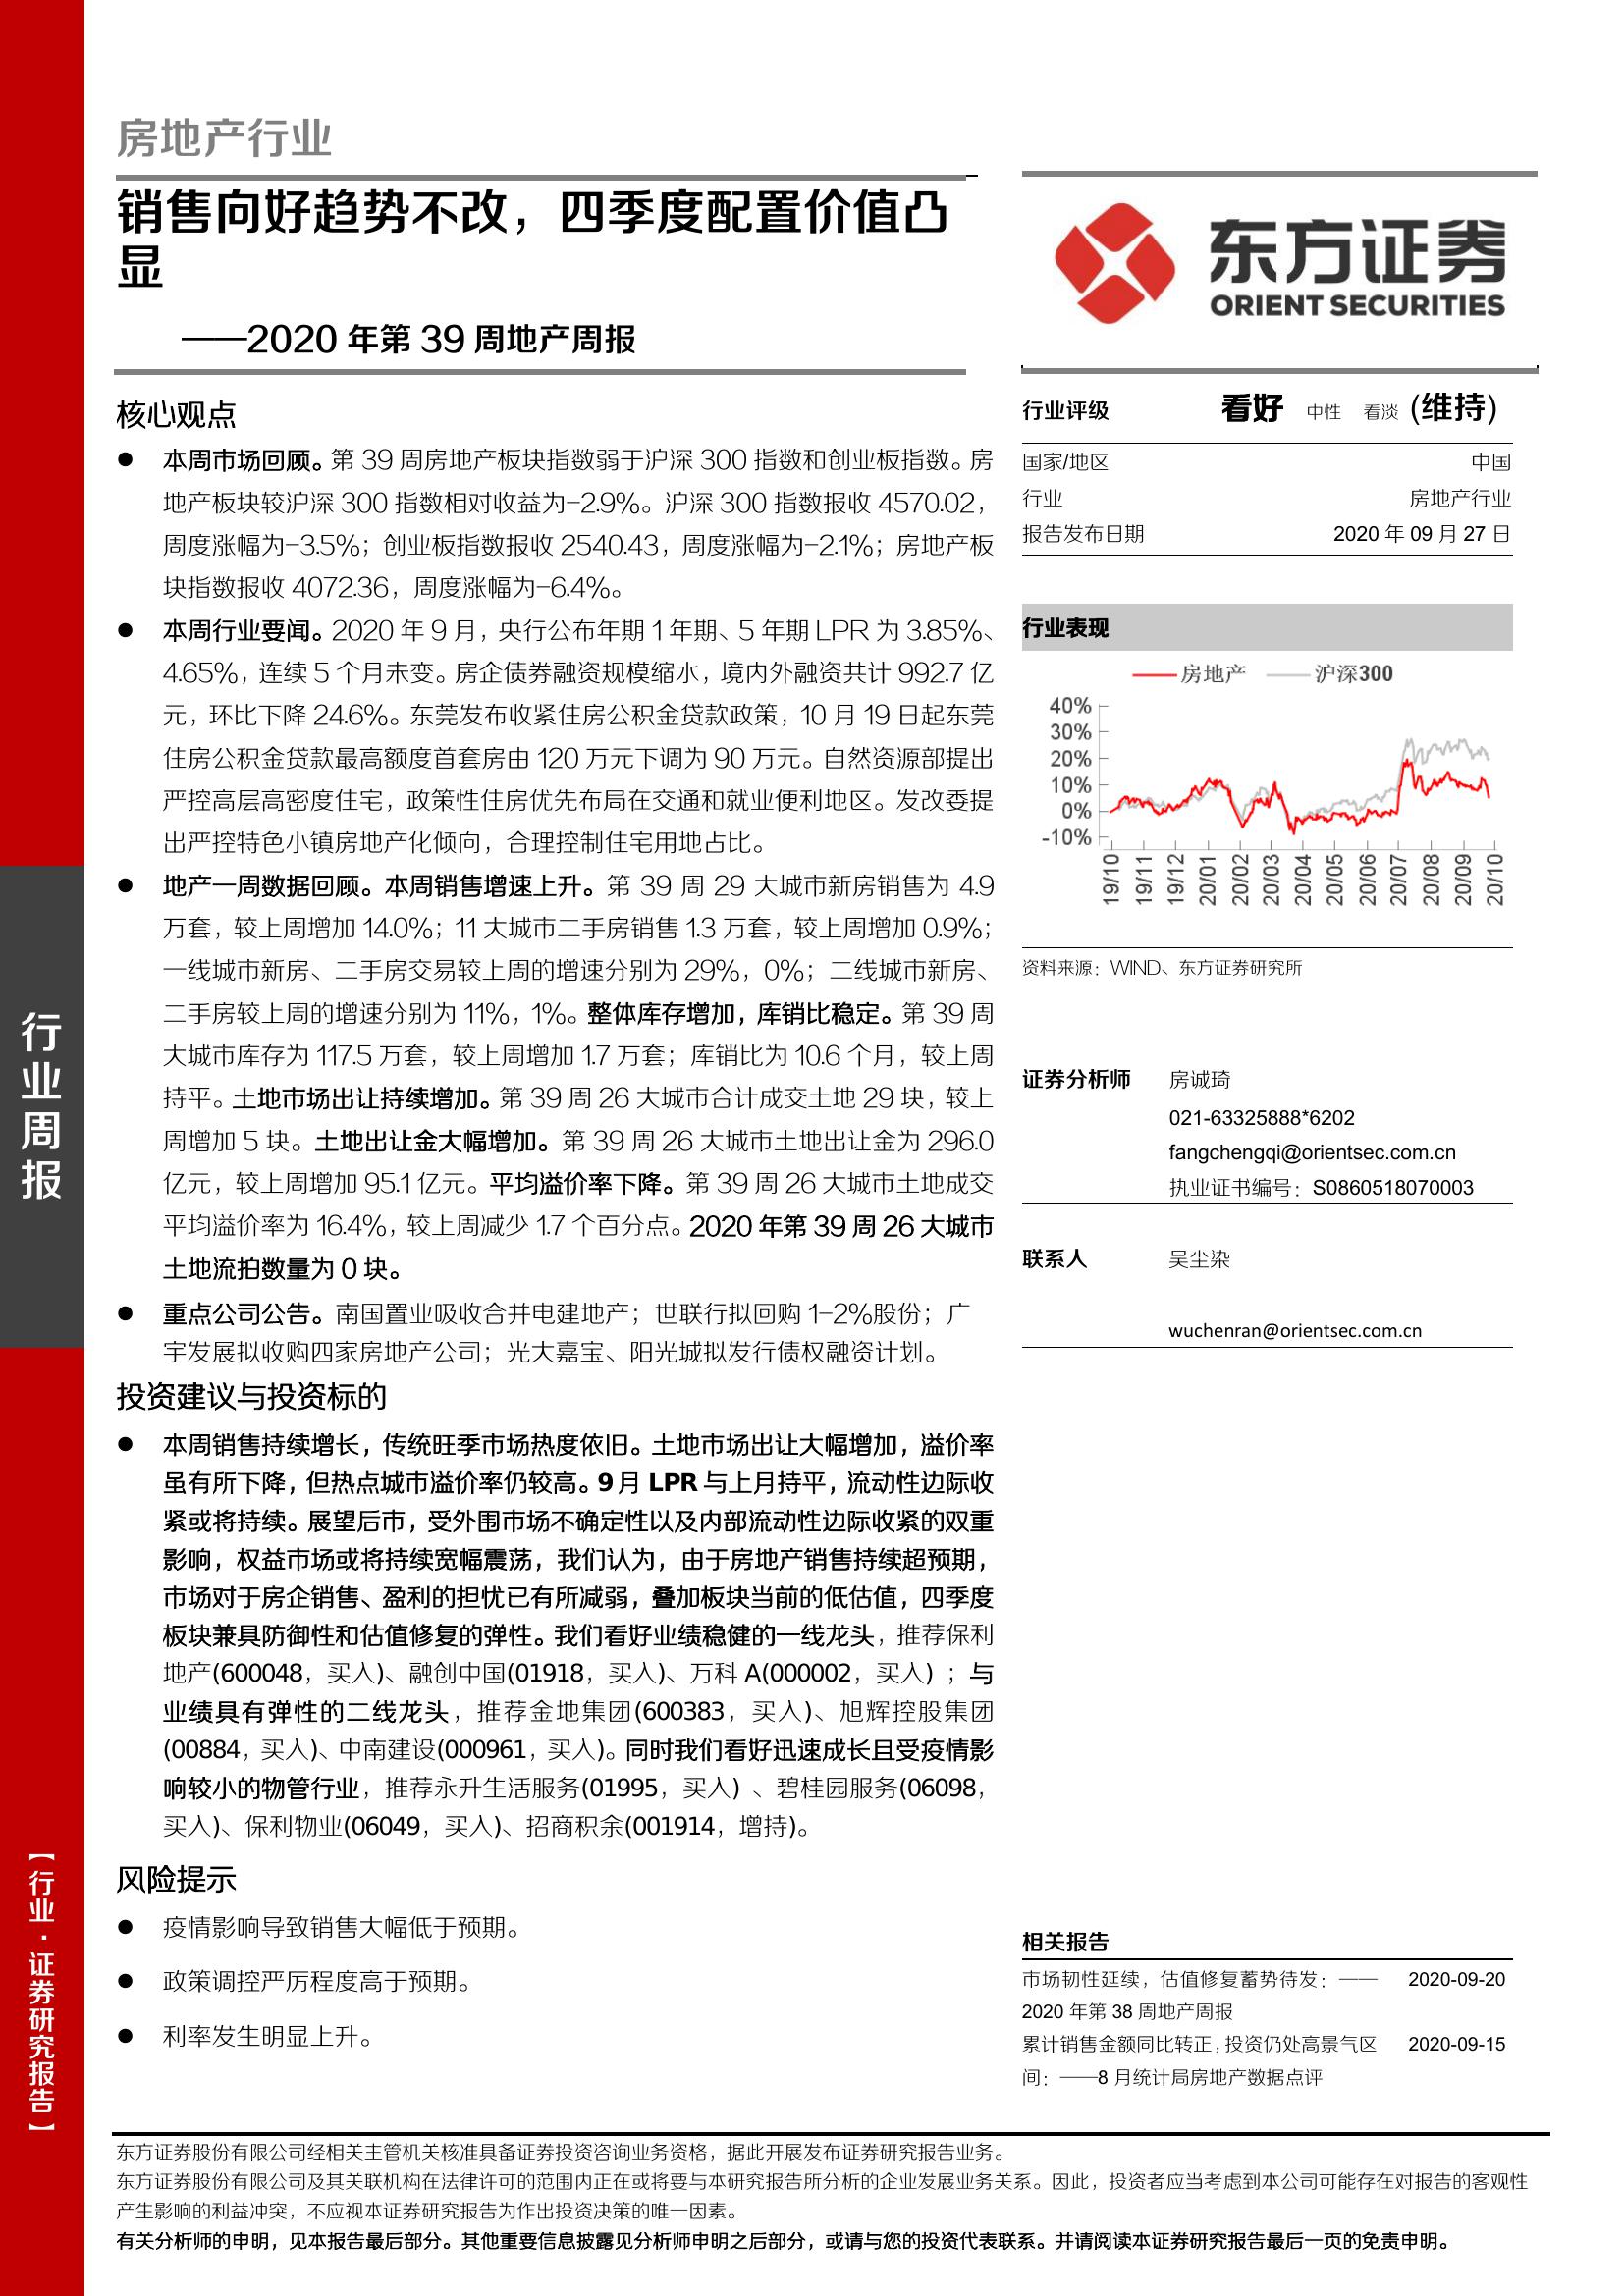 房地产行业
销售向好趋势不改，四季度配置价值凸
显
——2020 年第 39 周地产周报
核心观点
● 本周市场回顾。第 39 周房地产板块指数弱于沪深 300 指数和创业板指数。房
地产板块较沪深 300 指数相对收益为-2.9%。沪深 300 指数报收 4570.02，
周度涨幅为-3.5%；创业板指数报收 2540.43，周度涨幅为-2.1%；房地产板
块指数报收 4072.36，周度涨幅为-6.4%。
● 本周行业要闻。2020 年 9 月，央行公布年期 1 年期、5 年期 LPR 为 3.85%、
4.65%，连续 5 个月未变。房企债券融资规模缩水，境内外融资共计 992.7 亿
元，环比下降 24.6%。东莞发布收紧住房公积金贷款政策，10 月 19 日起东莞
住房公积金贷款最高额度首套房由 120 万元下调为 90 万元。自然资源部提出
严控高层高密度住宅，政策性住房优先布局在交通和就业便利地区。发改委提
出严控特色小镇房地产化倾向，合理控制住宅用地占比。
● 地产一周数据回顾。本周销售增速上升。第 39 周 29 大城市新房销售为 4.9
万套，较上周增加 14.0%；11 大城市二手房销售 1.3 万套，较上周增加 0.9%；
一线城市新房、二手房交易较上周的增速分别为 29%，0%；二线城市新房、
二手房较上周的增速分别为 11%，1%。整体库存增加，库销比稳定。第 39 周
大城市库存为 117.5 万套，较上周增加 1.7 万套；库销比为 10.6 个月，较上周
持平。土地市场出让持续增加。第 39 周 26 大城市合计成交土地 29 块，较上
周增加 5 块。土地出让金大幅增加。第 39 周 26 大城市土地出让金为 296.0
亿元，较上周增加 95.1 亿元。平均溢价率下降。第 39 周 26 大城市土地成交
平均溢价率为 16.4%，较上周减少 1.7 个百分点。2020 年第 39 周 26 大城市
土地流拍数量为 0 块。
● 重点公司公告。南国置业吸收合并电建地产；世联行拟回购 1-2%股份；广
宇发展拟收购四家房地产公司；光大嘉宝、阳光城拟发行债权融资计划。
投资建议与投资标的
● 本周销售持续增长，传统旺季市场热度依旧。土地市场出让大幅增加，溢价率
虽有所下降，但热点城市溢价率仍较高。9 月 LPR 与上月持平，流动性边际收
紧或将持续。展望后市，受外围市场不确定性以及内部流动性边际收紧的双重
影响，权益市场或将持续宽幅震荡，我们认为，由于房地产销售持续超预期，
市场对于房企销售、盈利的担忧已有所减弱，叠加板块当前的低估值，四季度
板块兼具防御性和估值修复的弹性。我们看好业绩稳健的一线龙头，推荐保利
地产(600048，买入)、融创中国(01918，买入)、万科 A(000002，买入) ；与
业绩具有弹性的二线龙头，推荐金地集团(600383，买入)、旭辉控股集团
(00884，买入)、中南建设(000961，买入)。同时我们看好迅速成长且受疫情影
响较小的物管行业，推荐永升生活服务(01995，买入) 、碧桂园服务(06098，
买入)、保利物业(06049，买入)、招商积余(001914，增持)。
风险提示
● 疫情影响导致销售大幅低于预期。
● 政策调控严厉程度高于预期。
● 利率发生明显上升。
东方证券
ORIENT SECURITIES
行业评级 看好 中性 看淡 (维持)
国家/地区 中国
行业 房地产行业
报告发布日期 2020 年 09 月 27 日
行业表现
房地产 沪深300
40%
30%
20%
10%
0%
-10%
19/10 19/11 19/12 20/01 20/02 20/03 20/04 20/05 20/06 20/07 20/08 20/09 20/10
资料来源：WIND、东方证券研究所
证券分析师 房诚琦
021-63325888*6202
fangchengqi@orientsec.com.cn
执业证书编号：S0860518070003
联系人 吴尘染
wuchenran@orientsec.com.cn
相关报告
市场韧性延续，估值修复蓄势待发：—— 2020-09-20
2020 年第 38 周地产周报
累计销售金额同比转正，投资仍处高景气区 2020-09-15
间：——8 月统计局房地产数据点评
行业周报
【行业·证券研究报告】
东方证券股份有限公司经相关主管机关核准具备证券投资咨询业务资格，据此开展发布证券研究报告业务。
东方证券股份有限公司及其关联机构在法律许可的范围内正在或将要与本研究报告所分析的企业发展业务关系。因此，投资者应当考虑到本公司可能存在对报告的客观性
产生影响的利益冲突，不应视本证券研究报告为作出投资决策的唯一因素。
有关分析师的申明，见本报告最后部分。其他重要信息披露见分析师申明之后部分，或请与您的投资代表联系。并请阅读本证券研究报告最后一页的免责申明。